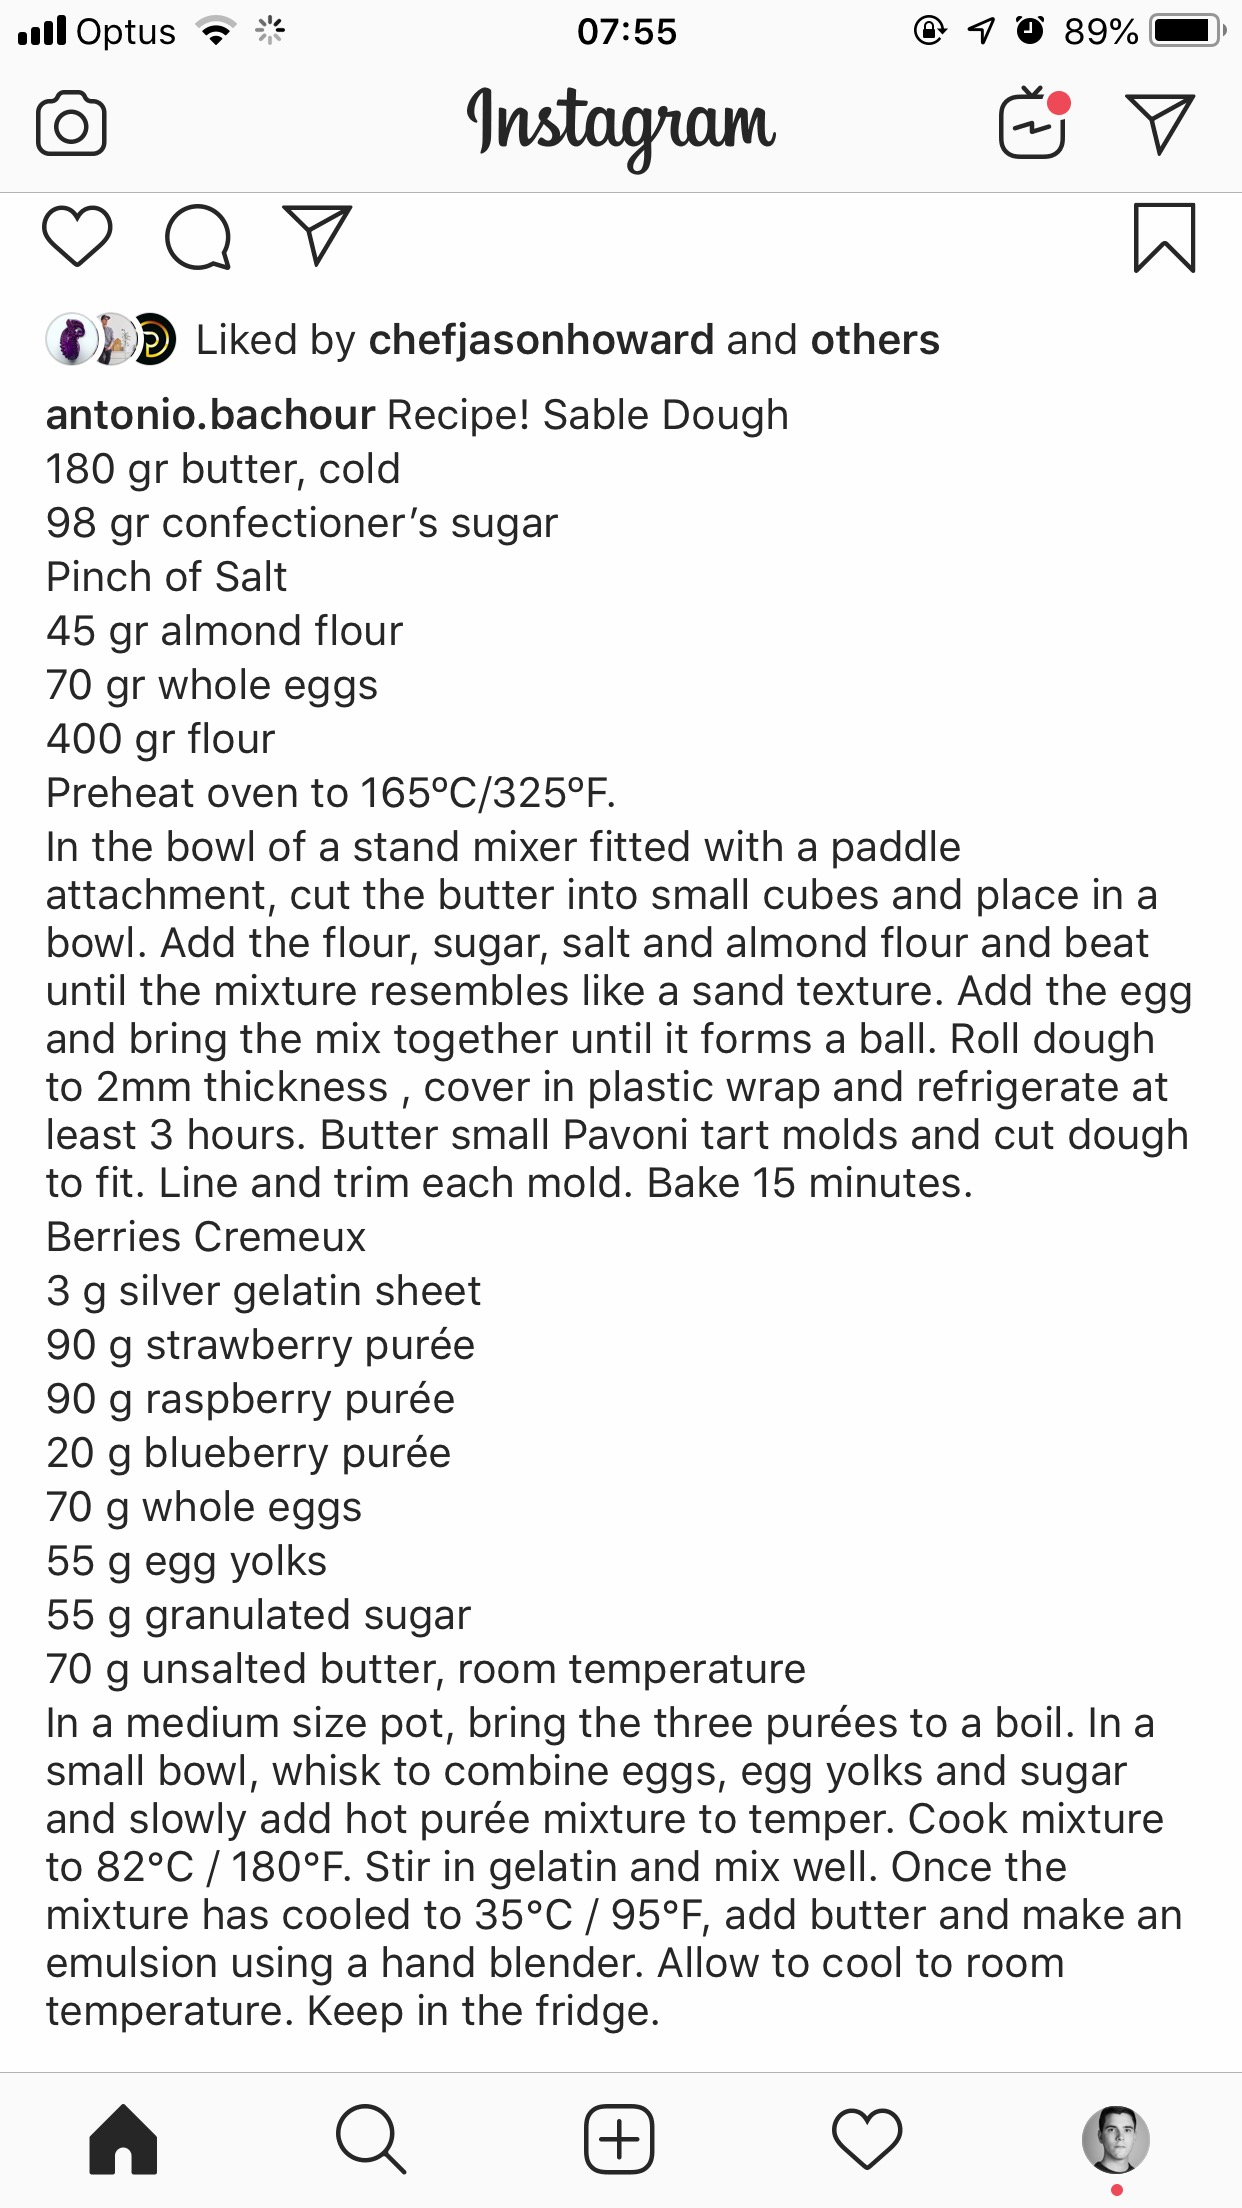 Optus 07:55 89%
Instagram
Liked by chefjasonhoward and others
antonio.bachour Recipe! Sable Dough
180 gr butter, cold
98 gr confectioner’s sugar
Pinch of Salt
45 gr almond flour
70 gr whole eggs
400 gr flour
Preheat oven to 165ºC/325ºF.
In the bowl of a stand mixer fitted with a paddle
attachment, cut the butter into small cubes and place in a
bowl. Add the flour, sugar, salt and almond flour and beat
until the mixture resembles like a sand texture. Add the egg
and bring the mix together until it forms a ball. Roll dough
to 2mm thickness , cover in plastic wrap and refrigerate at
least 3 hours. Butter small Pavoni tart molds and cut dough
to fit. Line and trim each mold. Bake 15 minutes.
Berries Cremeux
3 g silver gelatin sheet
90 g strawberry purée
90 g raspberry purée
20 g blueberry purée
70 g whole eggs
55 g egg yolks
55 g granulated sugar
70 g unsalted butter, room temperature
In a medium size pot, bring the three purées to a boil. In a
small bowl, whisk to combine eggs, egg yolks and sugar
and slowly add hot purée mixture to temper. Cook mixture
to 82°C / 180°F. Stir in gelatin and mix well. Once the
mixture has cooled to 35°C / 95°F, add butter and make an
emulsion using a hand blender. Allow to cool to room
temperature. Keep in the fridge.